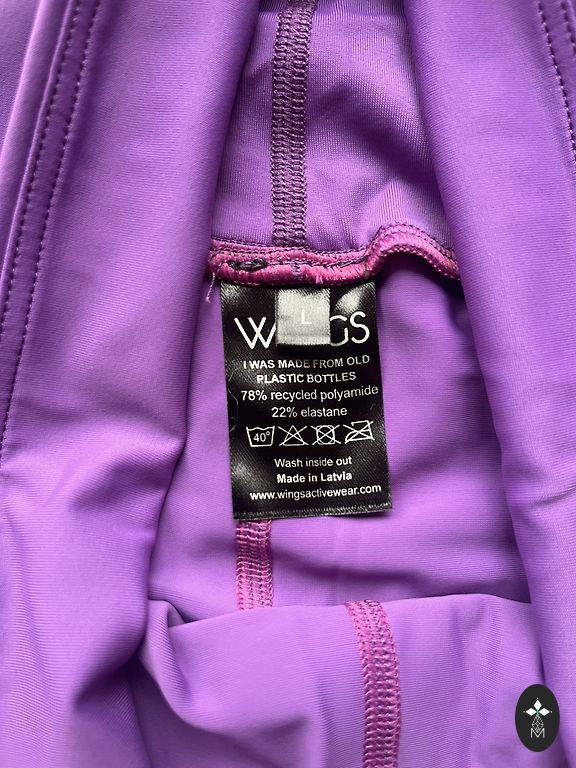 L
W GS
I WAS MADE FROM OLD
PLASTIC BOTTLES
78% recycled polyamide
22% elastane
40°
Wash inside out
Made in Latvia
www.wingsactivewear.com
M